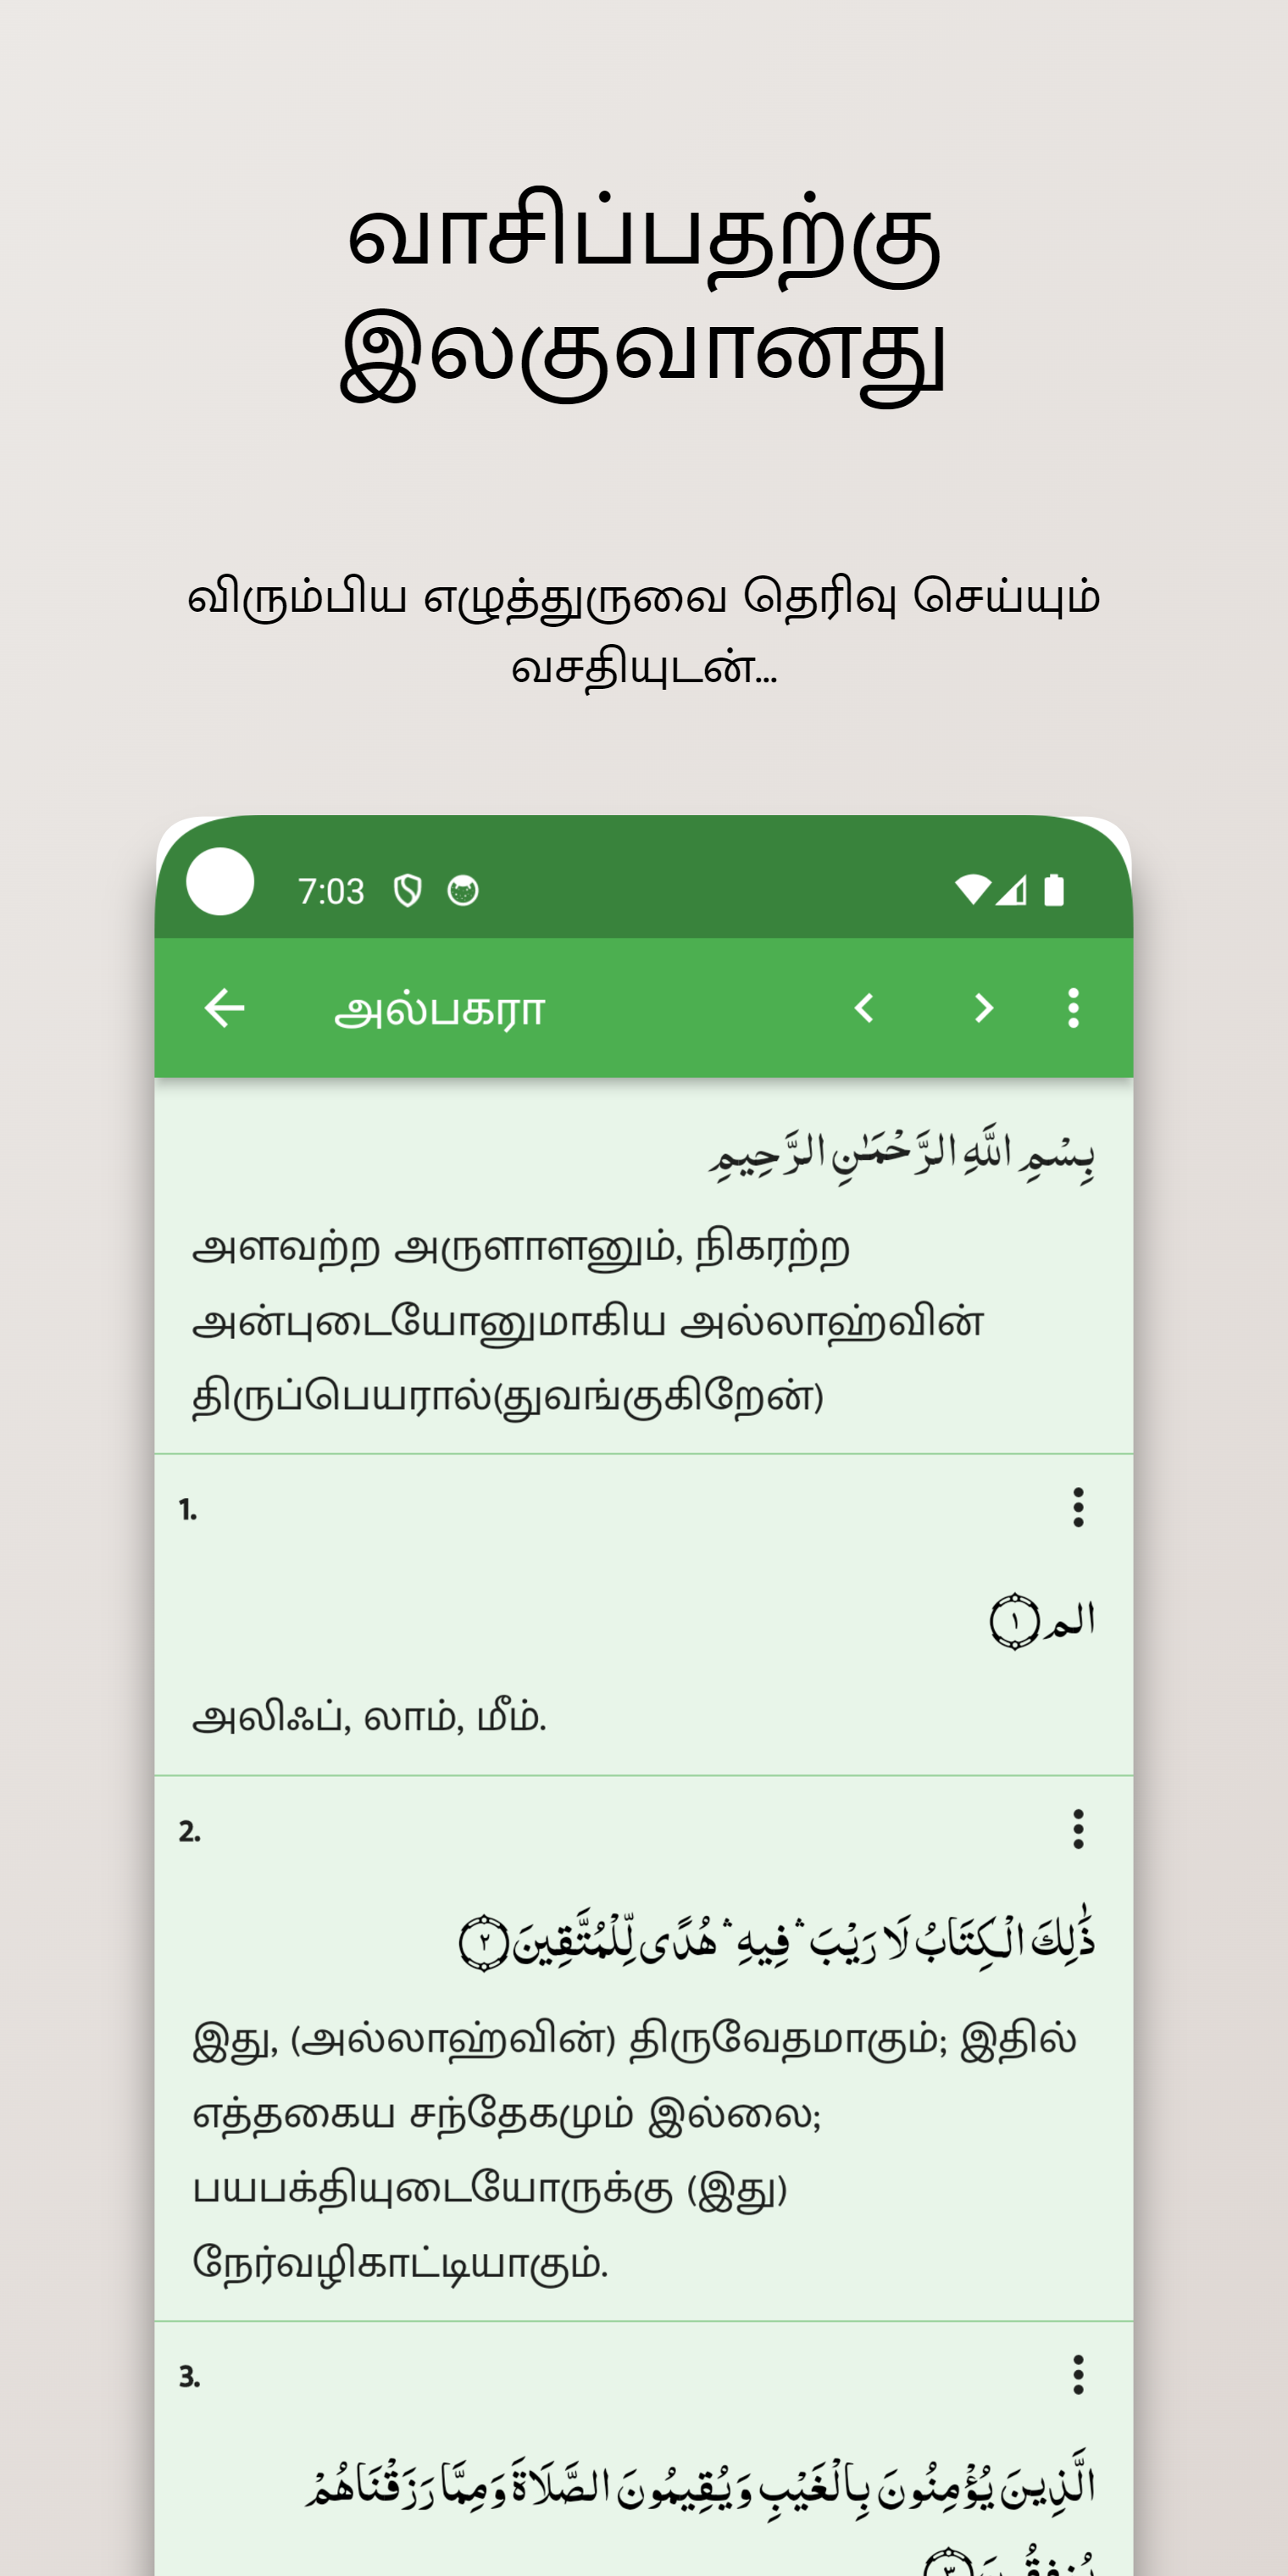 வாசிப்பதற்கு
இலகுவானது
விரும்பிய எழுத்துருவை தெரிவு செய்யும்
வசதியுடன்...
7:03
அல்பகரா
بِسْمِ اللَّهِ الرَّحْمَٰنِ الرَّحِيمِ
அளவற்ற அருளாளனும், நிகரற்ற
அன்புடையோனுமாகிய அல்லாஹ்வின்
திருப்பெயரால்(துவங்குகிறேன்)
1.
الم ۝١
அலிஃப், லாம், மீம்.
2.
ذَٰلِكَ الْكِتَابُ لَا رَيْبَ ۛ فِيهِ ۛ هُدًى لِّلْمُتَّقِينَ ۝٢
இது, (அல்லாஹ்வின்) திருவேதமாகும்; இதில்
எத்தகைய சந்தேகமும் இல்லை;
பயபக்தியுடையோருக்கு (இது)
நேர்வழிகாட்டியாகும்.
3.
الَّذِينَ يُؤْمِنُونَ بِالْغَيْبِ وَيُقِيمُونَ الصَّلَاةَ وَمِمَّا رَزَقْنَاهُمْ